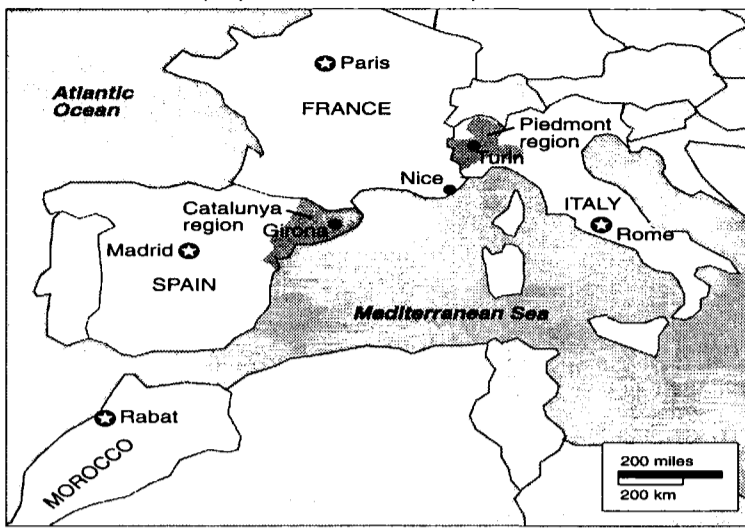 Paris
Atlantic
Ocean
FRANCE
Piedmont
region
Turin
Nice
Catalunya
region
Girona
ITALY
Rome
Madrid
SPAIN
Mediterranean Sea
Rabat
MOROCCO
200 miles
200 km